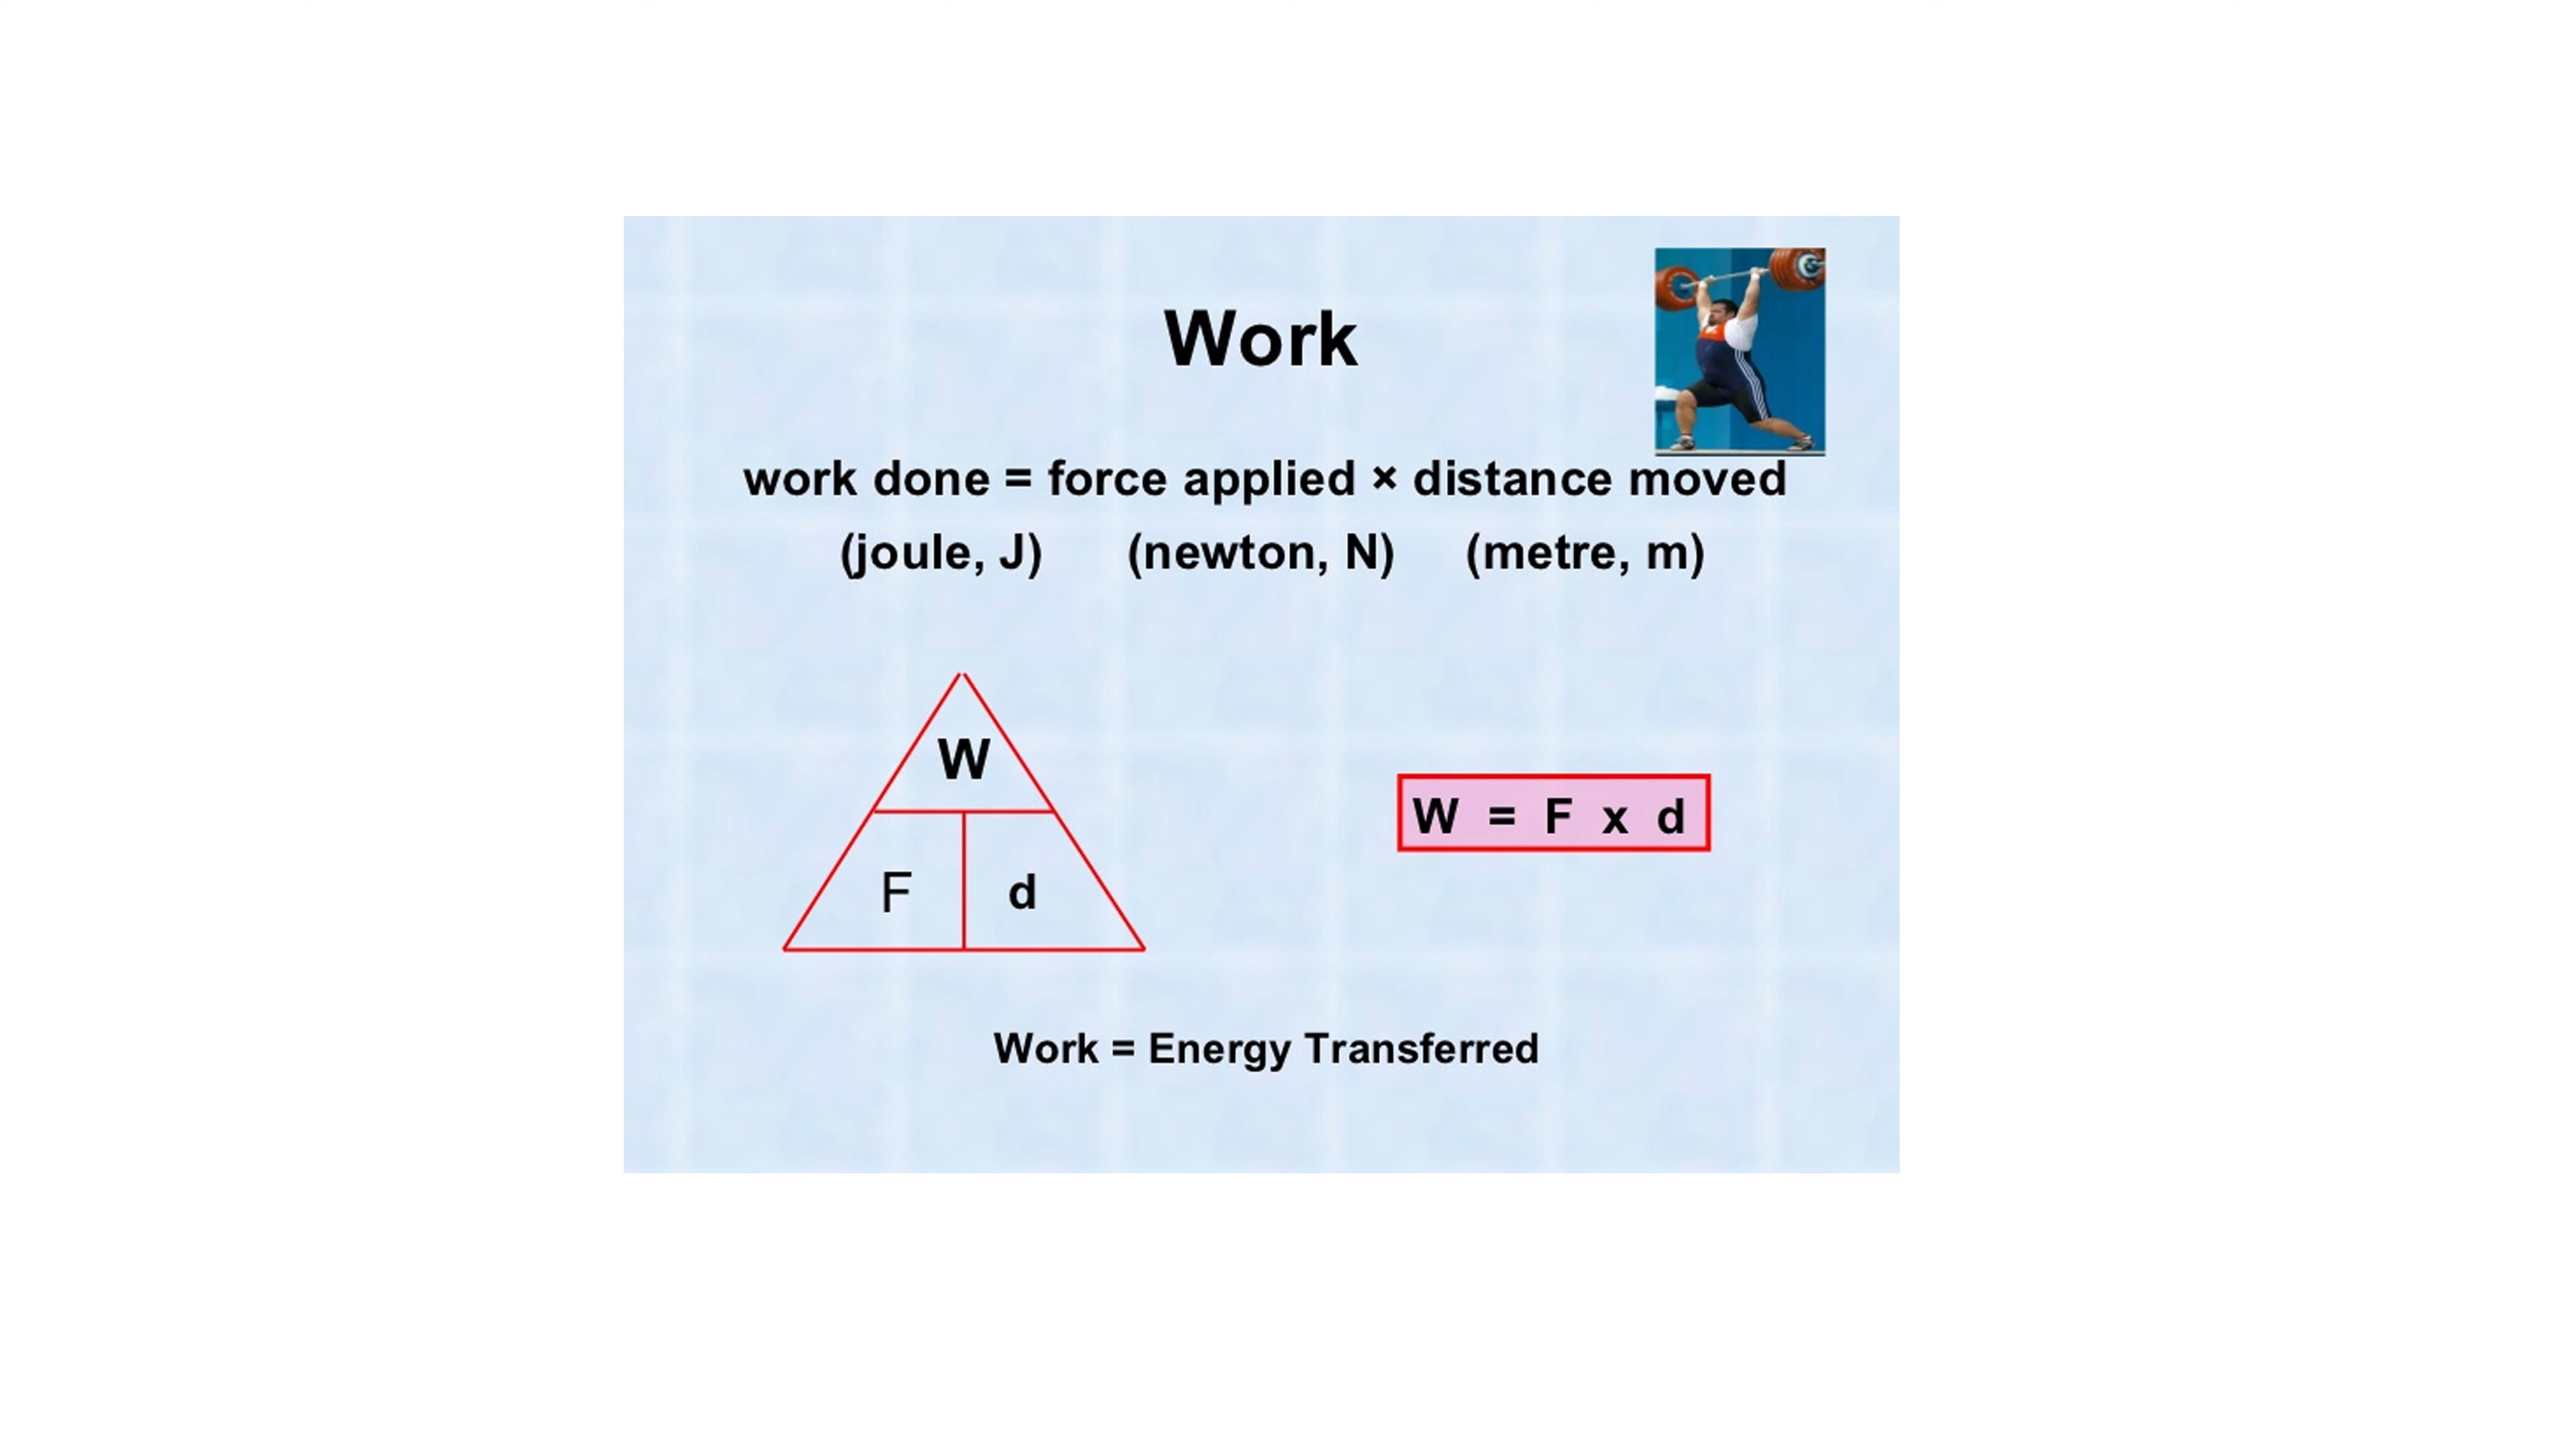 Work
work done = force applied × distance moved
(joule, J) (newton, N) (metre, m)
W
F d
W = F x d
Work = Energy Transferred